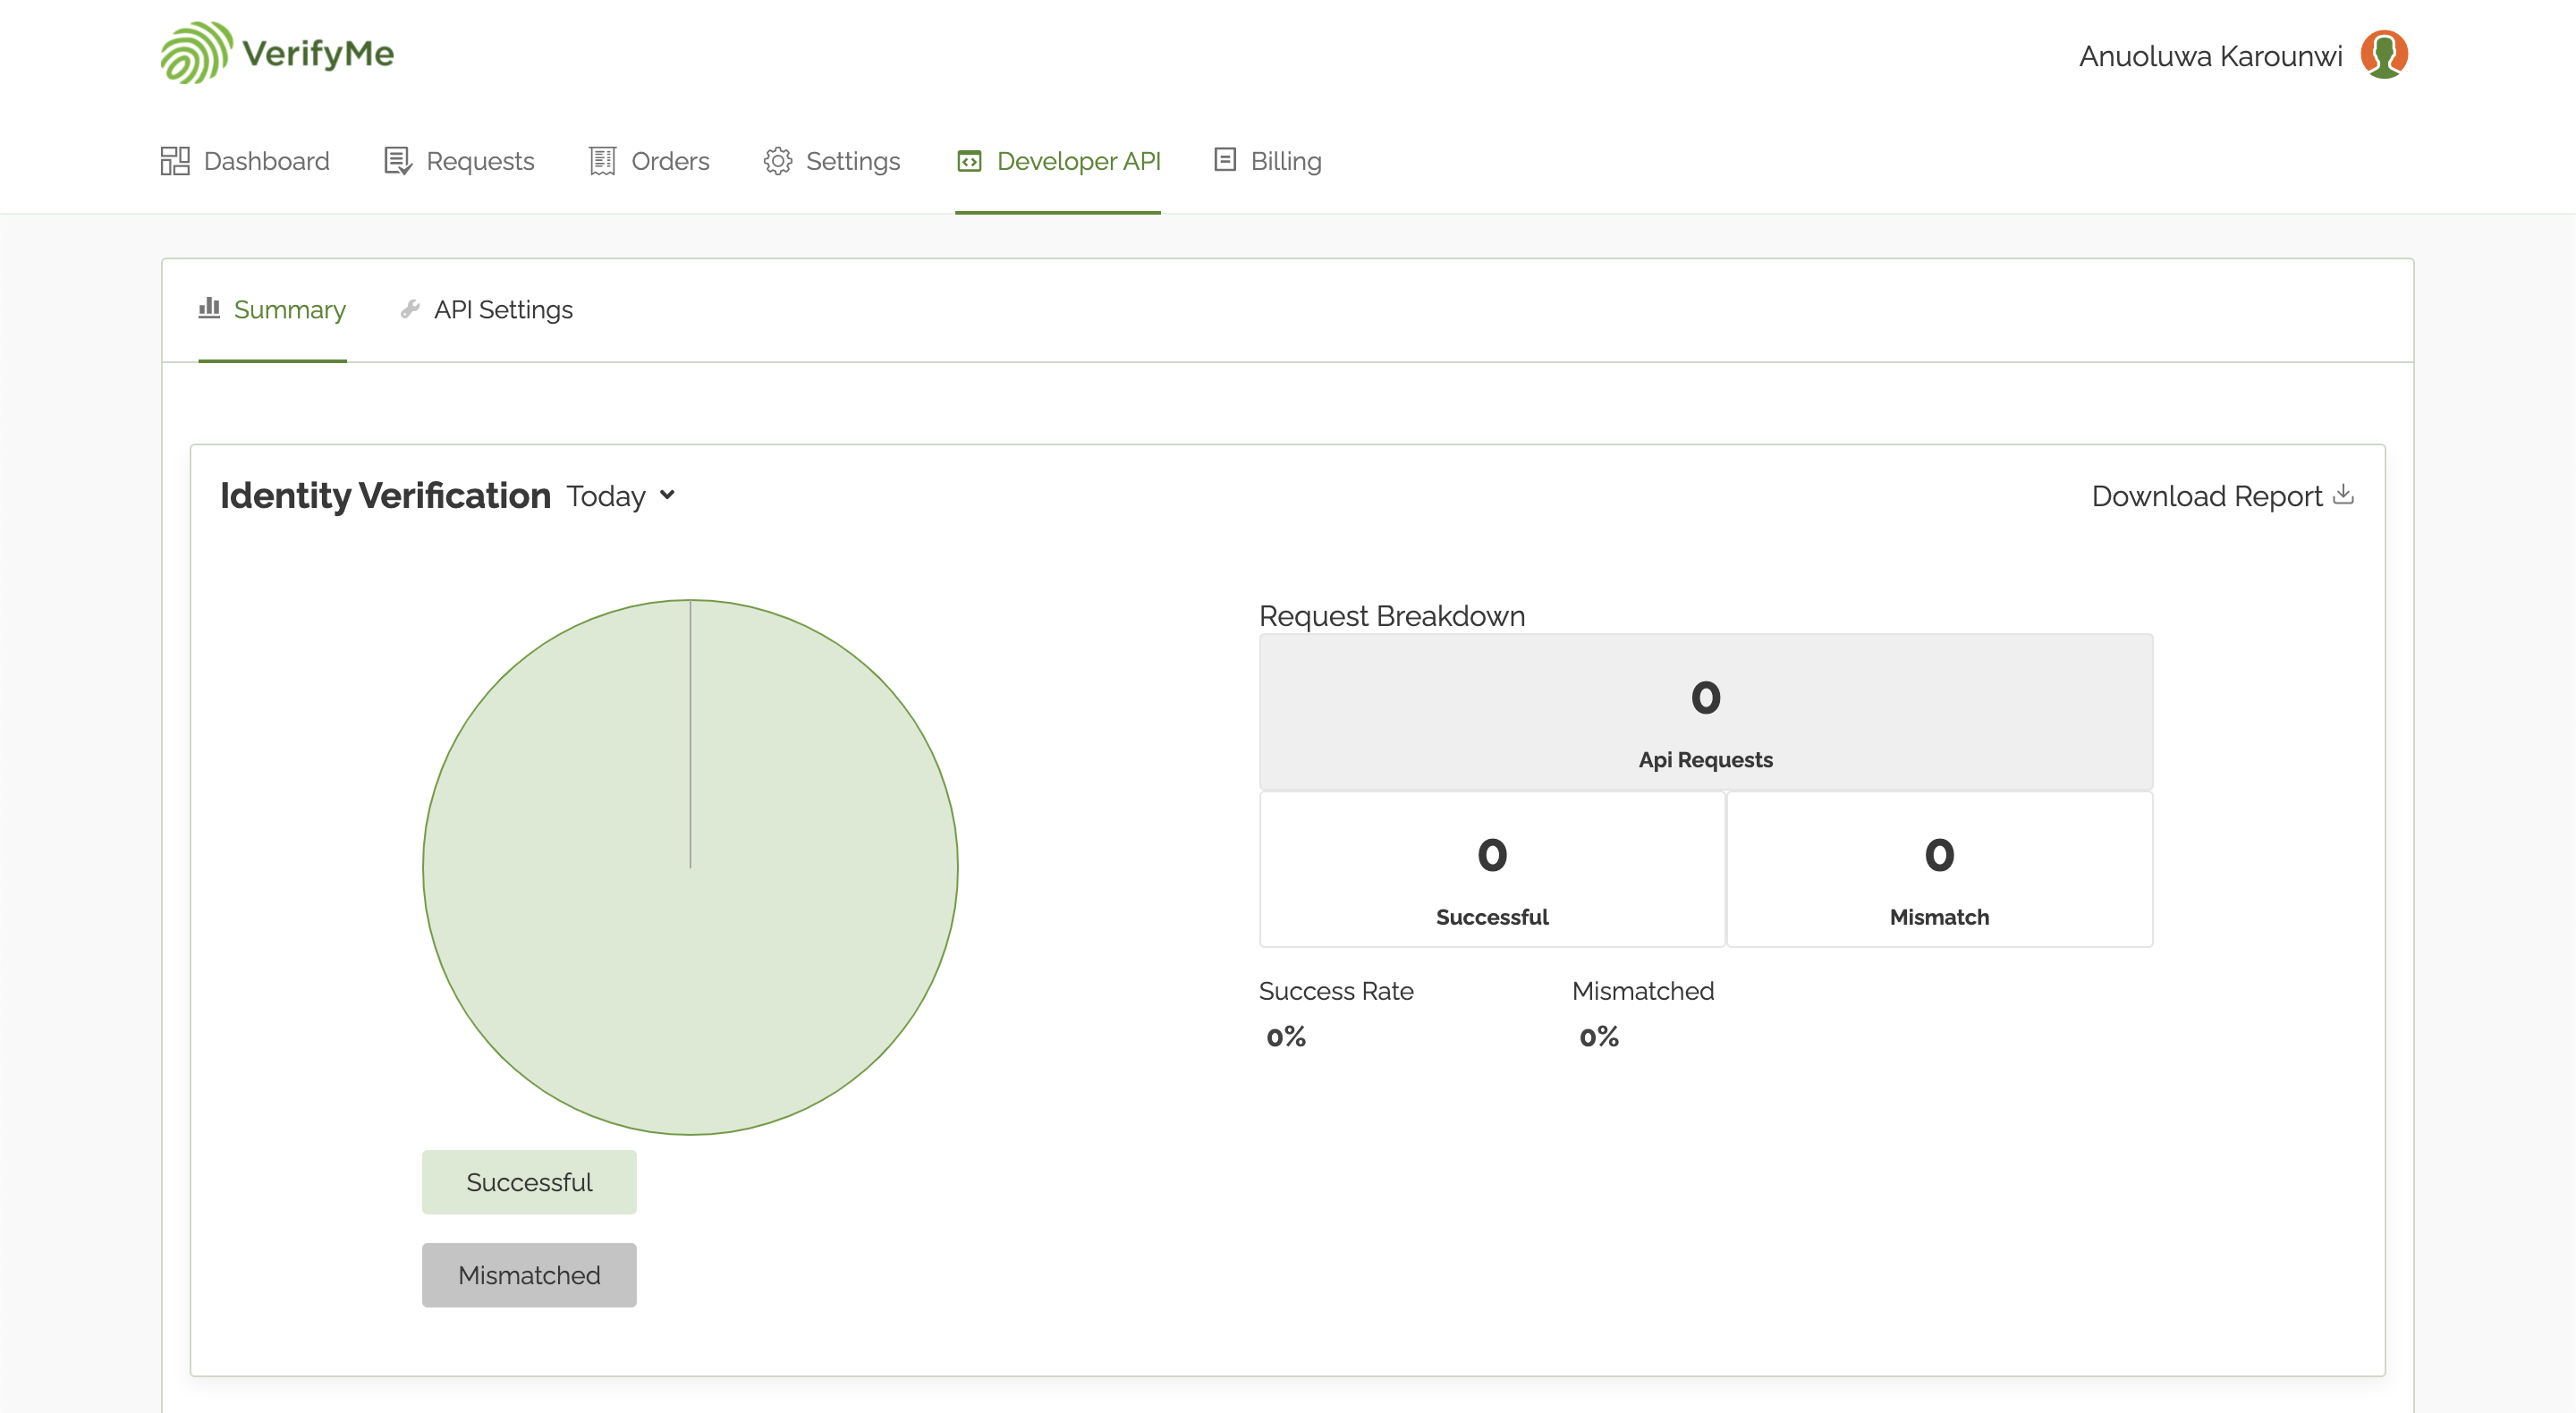 VerifyMe
Anuoluwa Karounwi
Dashboard Requests Orders Settings Developer API Billing
Summary API Settings
Identity Verification Today
Download Report
Request Breakdown
0
Api Requests
0
Successful
0
Mismatch
Success Rate
0%
Mismatched
0%
Successful
Mismatched